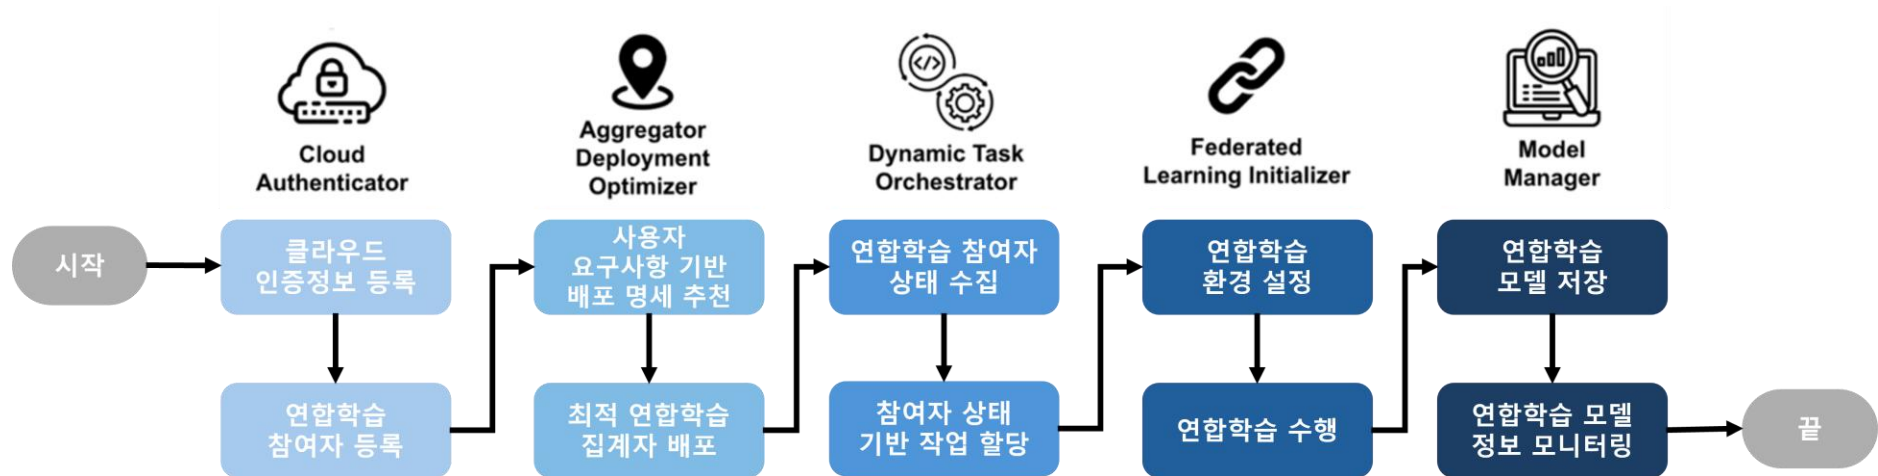 Cloud
Authenticator
Aggregator
Deployment
Optimizer
Dynamic Task
Orchestrator
Federated
Learning Initializer
Model
Manager
시작
클라우드
인증정보 등록
사용자
요구사항 기반
배포 명세 추천
연합학습 참여자
상태 수집
연합학습
환경 설정
연합학습
모델 저장
연합학습
참여자 등록
최적 연합학습
집계자 배포
참여자 상태
기반 작업 할당
연합학습 수행
연합학습 모델
정보 모니터링
끝